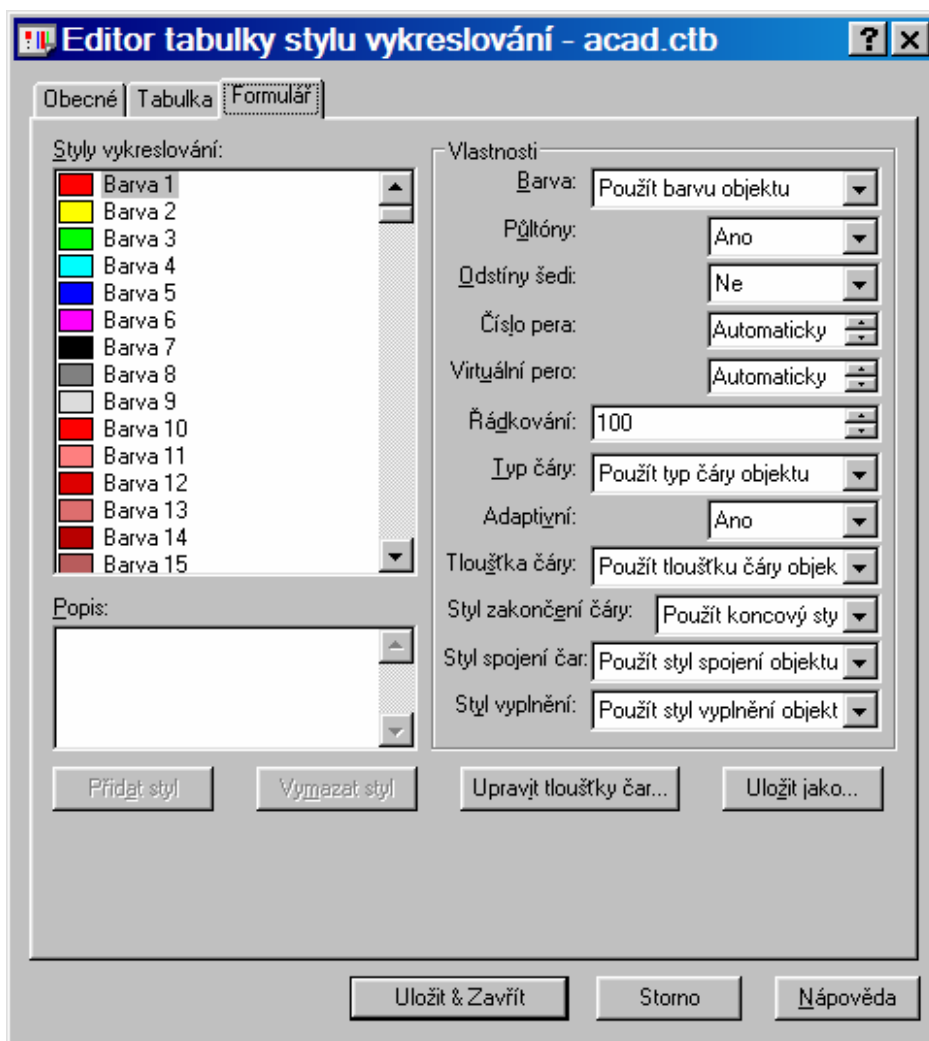 Editor tabulky stylu vykreslování - acad.ctb
Obecné Tabulka Formulář
Styly vykreslování:
Barva 1
Barva 2
Barva 3
Barva 4
Barva 5
Barva 6
Barva 7
Barva 8
Barva 9
Barva 10
Barva 11
Barva 12
Barva 13
Barva 14
Barva 15
Popis:
Vlastnosti
Barva: Použít barvu objektu
Půltóny: Ano
Odstíny šedi: Ne
Číslo pera: Automaticky
Virtuální pero: Automaticky
Řádkování: 100
Typ čáry: Použít typ čáry objektu
Adaptivní: Ano
Tloušťka čáry: Použít tloušťku čáry objek
Styl zakončení čáry: Použít koncový sty
Styl spojení čar: Použít styl spojení objektu
Styl vyplnění: Použít styl vyplnění objekt
Přidat styl Vymazat styl Upravit tloušťky čar... Uložit jako...
Uložit & Zavřít Storno Nápověda